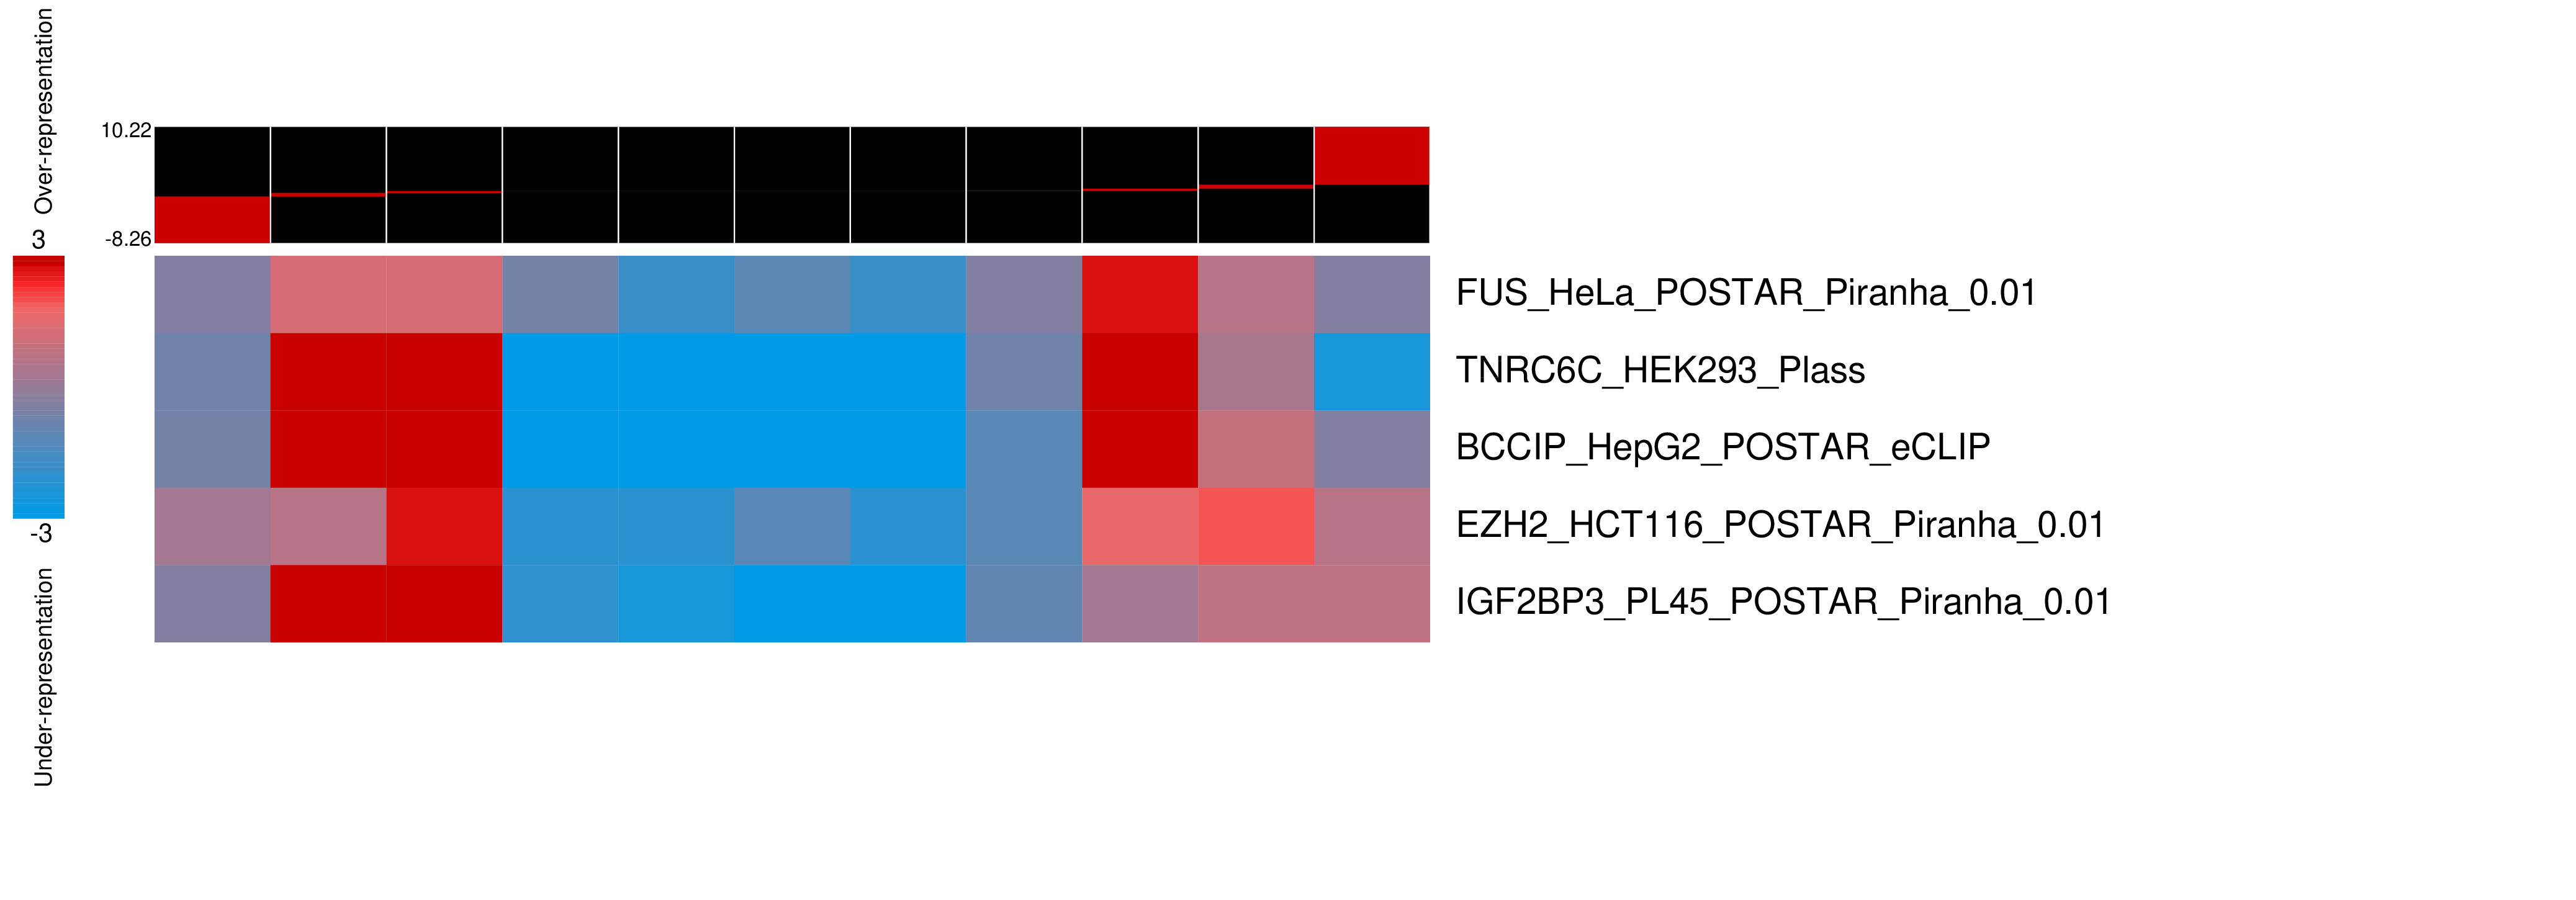 Over-representation
3
-3
Under-representation
10.22
-8.26
FUS_HeLa_POSTAR_Piranha_0.01
TNRC6C_HEK293_Plass
BCCIP_HepG2_POSTAR_eCLIP
EZH2_HCT116_POSTAR_Piranha_0.01
IGF2BP3_PL45_POSTAR_Piranha_0.01